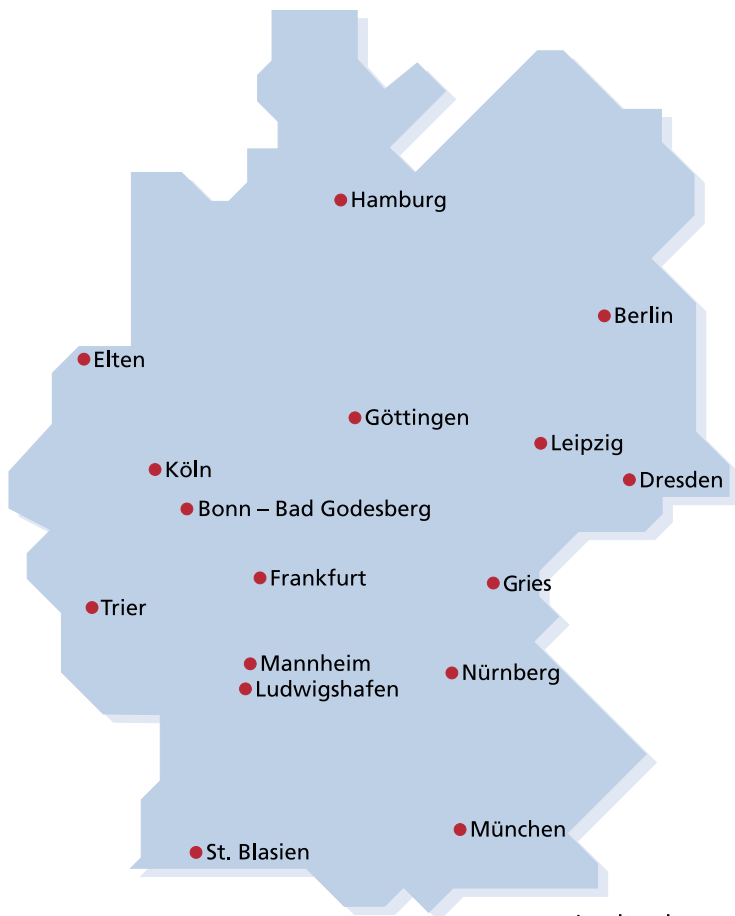 Hamburg
Berlin
Elten
Göttingen
Leipzig
Köln
Dresden
Bonn – Bad Godesberg
Frankfurt
Gries
Trier
Mannheim
Nürnberg
Ludwigshafen
München
St. Blasien